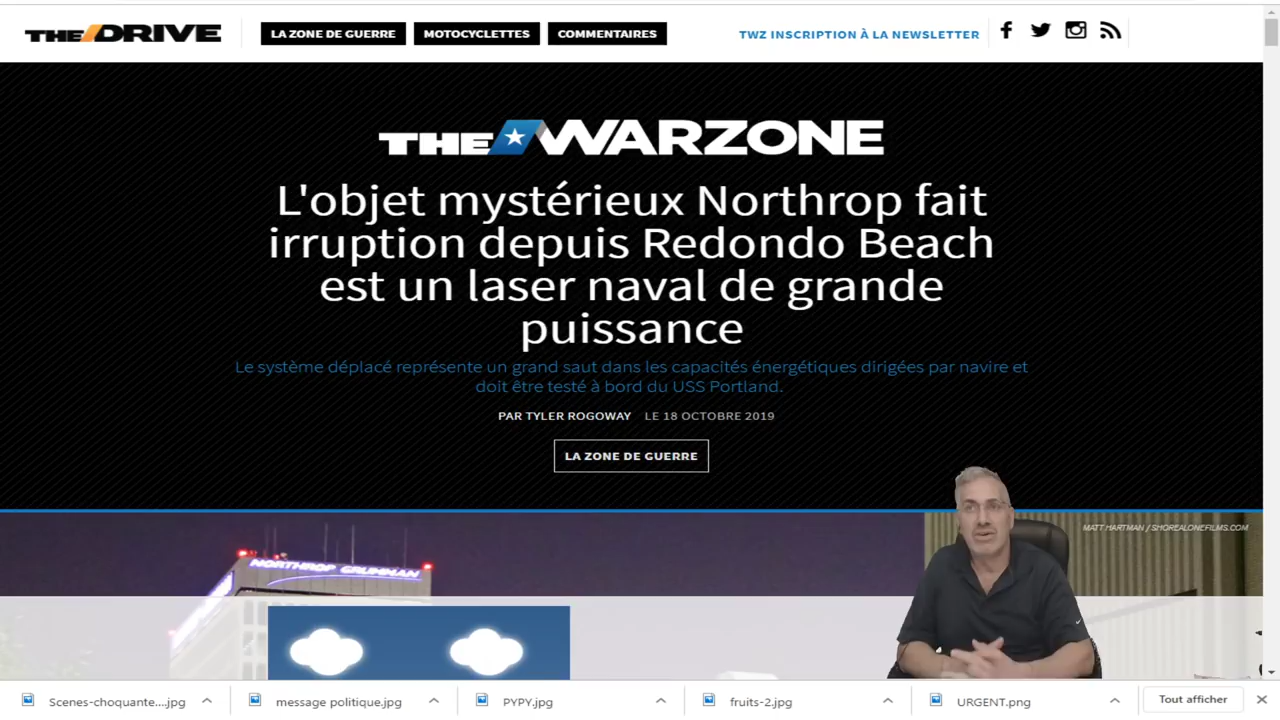 THE DRIVE
LA ZONE DE GUERRE
MOTOCYCLETTES
COMMENTAIRES
TWZ INSCRIPTION À LA NEWSLETTER
THE WARZONE
L'objet mystérieux Northrop fait
irruption depuis Redondo Beach
est un laser naval de grande
puissance
Le système déplacé représente un grand saut dans les capacités énergétiques dirigées par navire et
doit être testé à bord du USS Portland.
PAR TYLER ROGOWAY LE 18 OCTOBRE 2019
LA ZONE DE GUERRE
MATT HARTMAN / SHOREALONEFILMS.COM
NORTHROP GRUMMAN
Scenes-choquante....jpg
message politique.jpg
PYPY.jpg
fruits-2.jpg
URGENT.png
Tout afficher